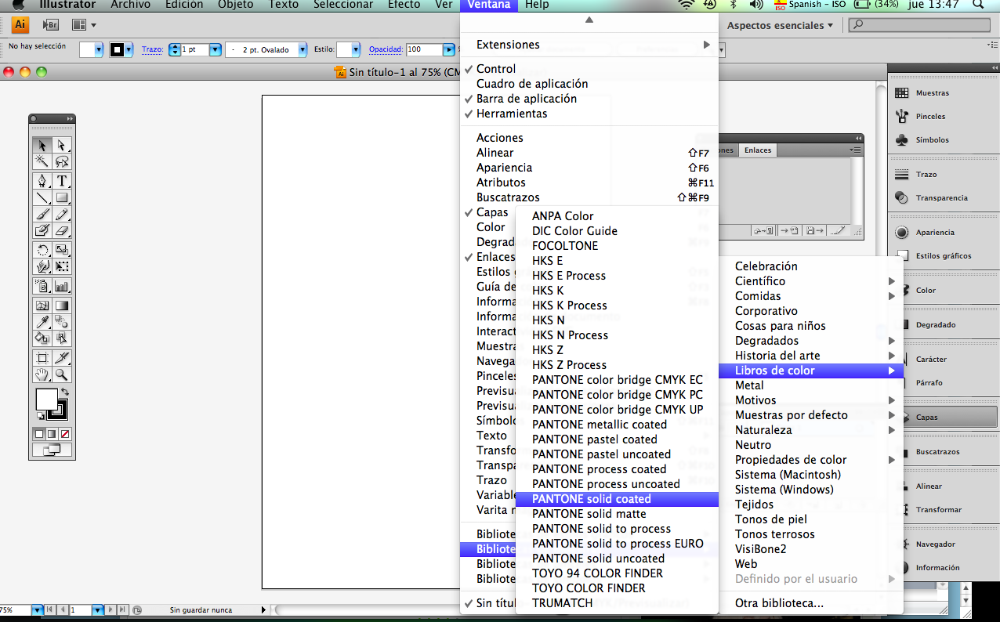 Illustrator Archivo Edición Objeto Texto Seleccionar Efecto Ver Ventana Help Spanish - ISO (34%) jue 13:47
Ai Br Aspectos esenciales
No hay selección Trazo: 1 pt 2 pt. Ovalado Estilo: Opacidad: 100
Sin título-1 al 75% (CM
Extensiones
Control
Cuadro de aplicación
Barra de aplicación
Herramientas
Acciones
Alinear ⇧F7
Apariencia ⇧F6
Atributos ⌘F11
Buscatrazos ⇧⌘F9
Capas
Color
Degrad
Enlaces
Estilos
Guía de
Informa
Informa
Interact
Muestra
Navega
Pinceles
Previsu
Previsu
Símbolo
Texto
Transfo
Transpa
Trazo
Variabl
Varita
Bibliote
Bibliote
Bibliote
Bibliote
Sin títu
ANPA Color
DIC Color Guide
FOCOLTONE
HKS E
HKS E Process
HKS K
HKS K Process
HKS N
HKS N Process
HKS Z
HKS Z Process
PANTONE color bridge CMYK EC
PANTONE color bridge CMYK PC
PANTONE color bridge CMYK UP
PANTONE metallic coated
PANTONE pastel coated
PANTONE pastel uncoated
PANTONE process coated
PANTONE process uncoated
PANTONE solid coated
PANTONE solid matte
PANTONE solid to process
PANTONE solid to process EURO
PANTONE solid uncoated
TOYO 94 COLOR FINDER
TOYO COLOR FINDER
TRUMATCH
ones Enlaces
Celebración
Científico
Comidas
Corporativo
Cosas para niños
Degradados
Historia del arte
Libros de color
Metal
Motivos
Muestras por defecto
Naturaleza
Neutro
Propiedades de color
Sistema (Macintosh)
Sistema (Windows)
Tejidos
Tonos de piel
Tonos terrosos
VisiBone2
Web
Definido por el usuario
Otra biblioteca...
Muestras
Pinceles
Símbolos
Trazo
Transparencia
Apariencia
Estilos gráficos
Color
Degradado
Carácter
Párrafo
Capas
Buscatrazos
Alinear
Transformar
Navegador
Información
75% 1 Sin guardar nunca